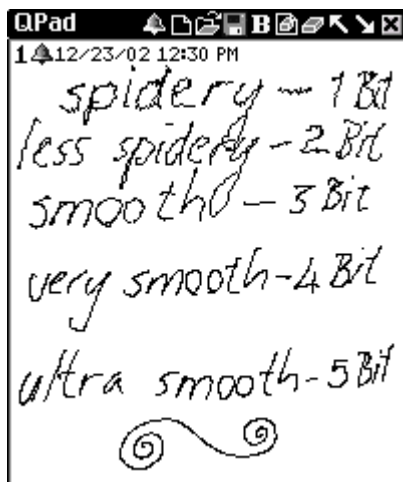 QPad B
1 12/23/02 12:30 PM
spidery - 1 Bit
less spidery - 2 Bit
smooth - 3 Bit
very smooth - 4 Bit
ultra smooth - 5 Bit